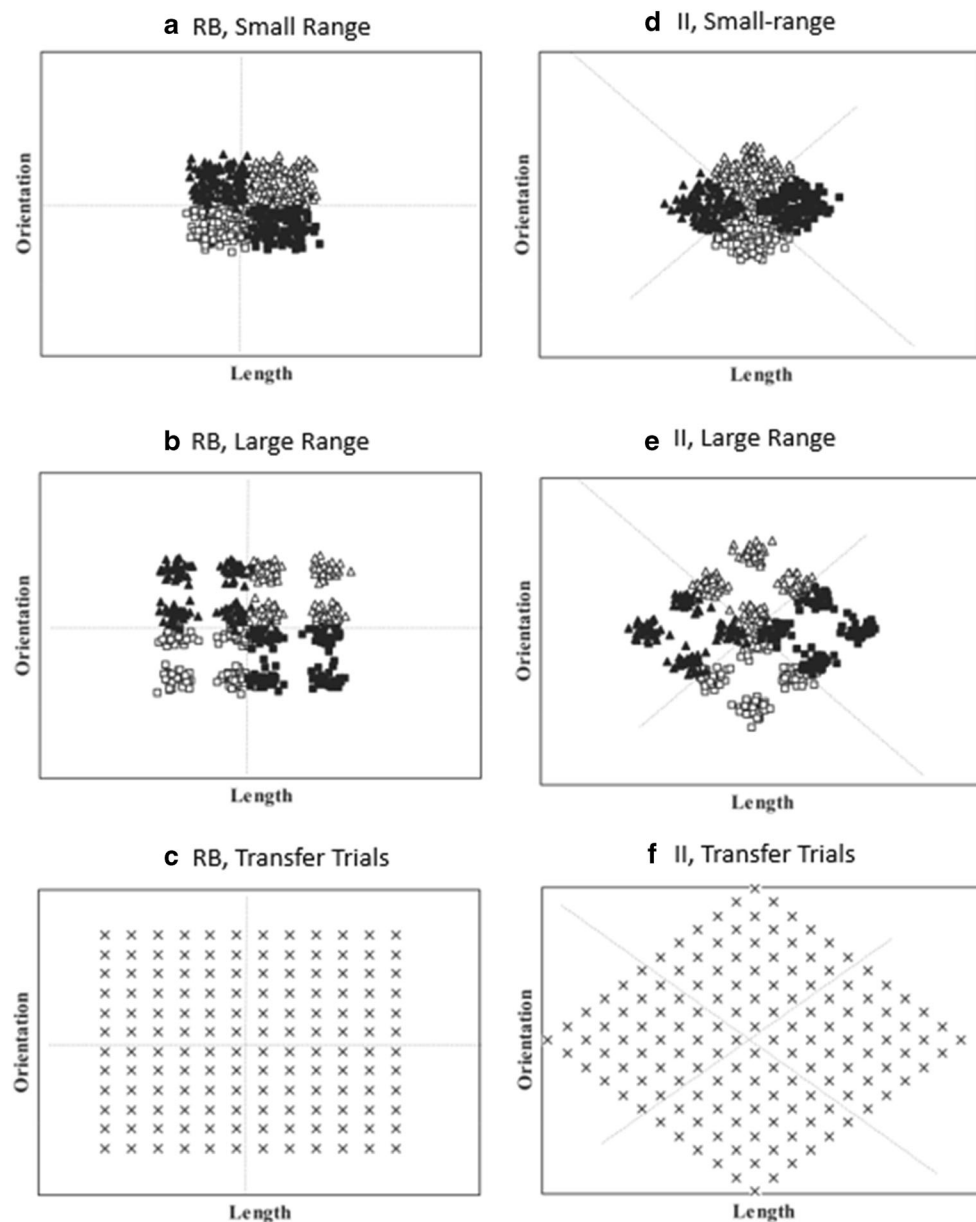 a RB, Small Range
Orientation
Length
d II, Small-range
Orientation
Length
b RB, Large Range
Orientation
Length
e II, Large Range
Orientation
Length
c RB, Transfer Trials
Orientation
Length
f II, Transfer Trials
Orientation
Length